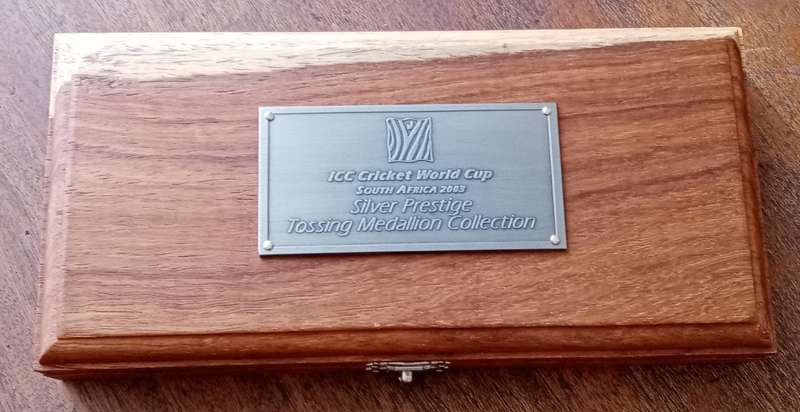 ICC Cricket World Cup
South Africa 2003
Silver Prestige
Tossing Medallion Collection